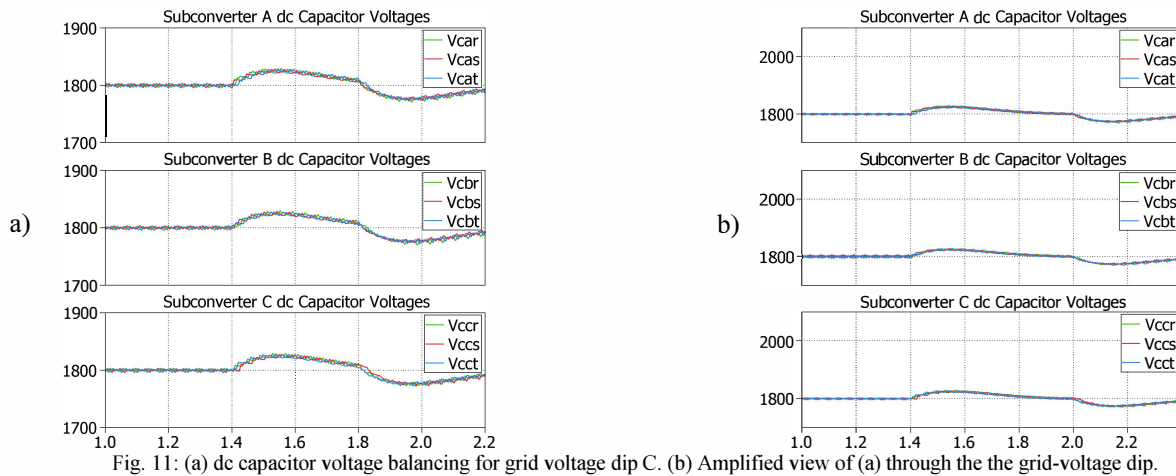 a)
Subconverter A dc Capacitor Voltages
1900
1800
1700
Vcar
Vcas
Vcat
Subconverter B dc Capacitor Voltages
1900
1800
1700
Vcbr
Vcbs
Vcbt
Subconverter C dc Capacitor Voltages
1900
1800
1700
Vccr
Vccs
Vcct
1.0 1.2 1.4 1.6 1.8 2.0 2.2
b)
Subconverter A dc Capacitor Voltages
2000
1800
Vcar
Vcas
Vcat
Subconverter B dc Capacitor Voltages
2000
1800
Vcbr
Vcbs
Vcbt
Subconverter C dc Capacitor Voltages
2000
1800
Vccr
Vccs
Vcct
1.0 1.2 1.4 1.6 1.8 2.0 2.2
Fig. 11: (a) dc capacitor voltage balancing for grid voltage dip C. (b) Amplified view of (a) through the the grid-voltage dip.